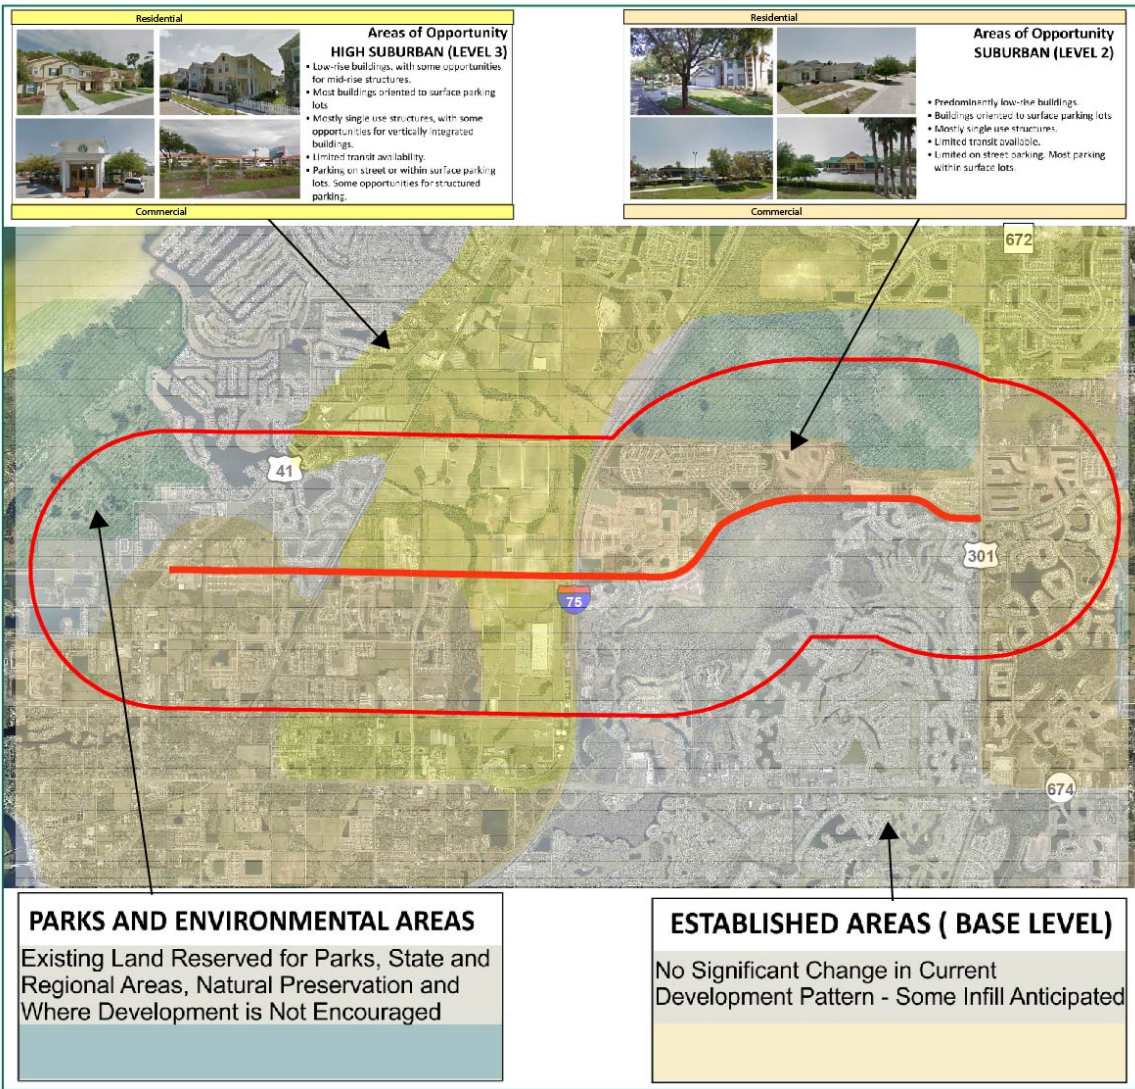 Residential
Areas of Opportunity
HIGH SUBURBAN (LEVEL 3)
• Low-rise buildings, with some opportunities
for mid-rise structures.
• Most buildings oriented to surface parking
lots
• Mostly single use structures, with some
opportunities for vertically integrated
buildings.
• Limited transit availability.
• Parking on street or within surface parking
lots. Some opportunities for structured
parking.
Commercial
Residential
Areas of Opportunity
SUBURBAN (LEVEL 2)
• Predominantly low-rise buildings.
• Buildings oriented to surface parking lots
• Mostly single use structures.
• Limited transit available.
• Limited on street parking. Most parking
within surface lots.
Commercial
672
41
301
75
674
PARKS AND ENVIRONMENTAL AREAS
Existing Land Reserved for Parks, State and
Regional Areas, Natural Preservation and
Where Development is Not Encouraged
ESTABLISHED AREAS ( BASE LEVEL)
No Significant Change in Current
Development Pattern - Some Infill Anticipated